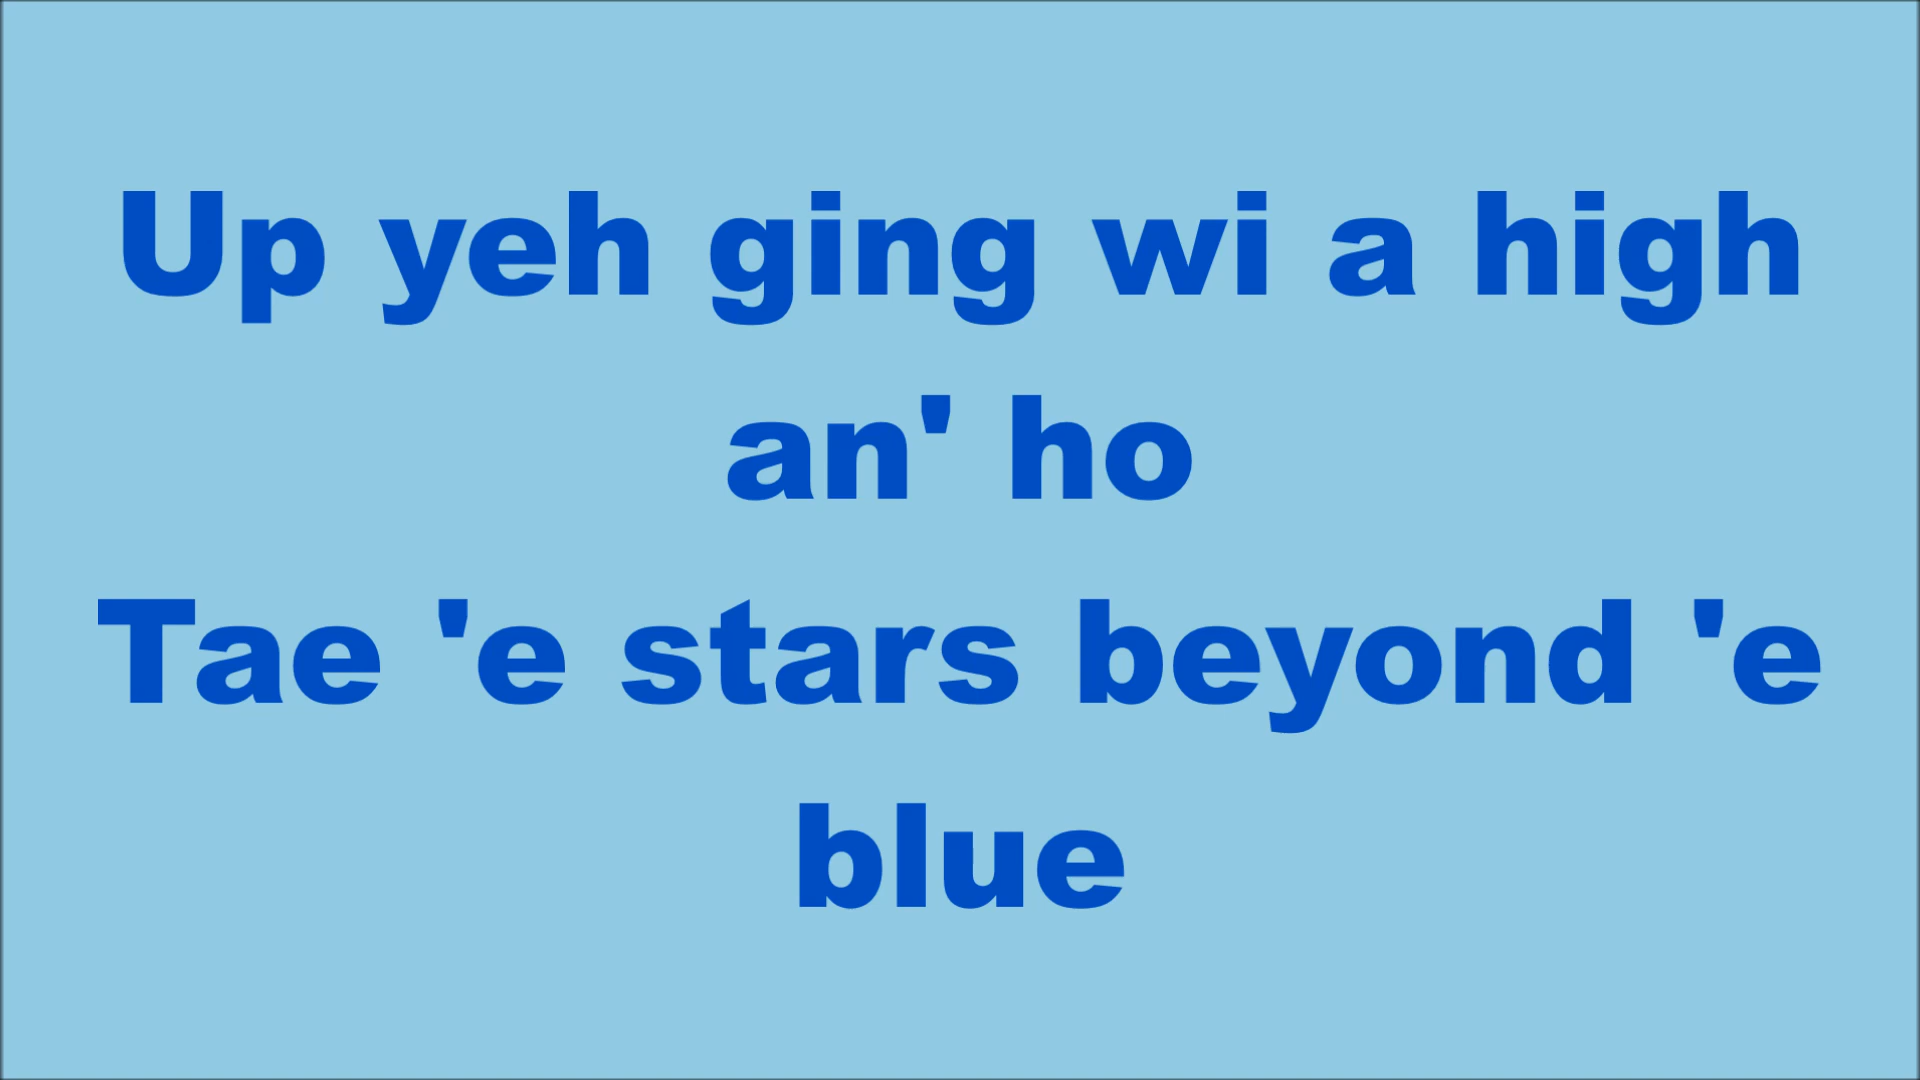 Up yeh ging wi a high
an' ho
Tae 'e stars beyond 'e
blue